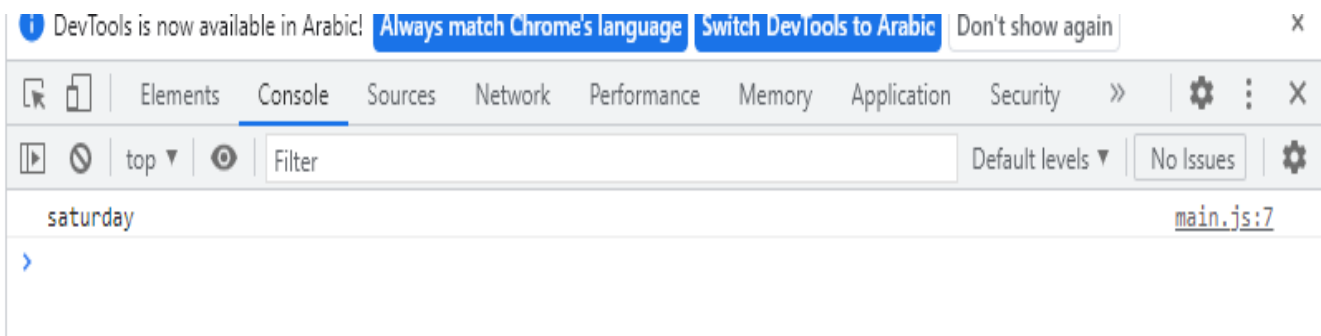 DevTools is now available in Arabic! Always match Chrome's language Switch DevTools to Arabic Don't show again
Elements Console Sources Network Performance Memory Application Security
top Filter Default levels No Issues
saturday main.js:7